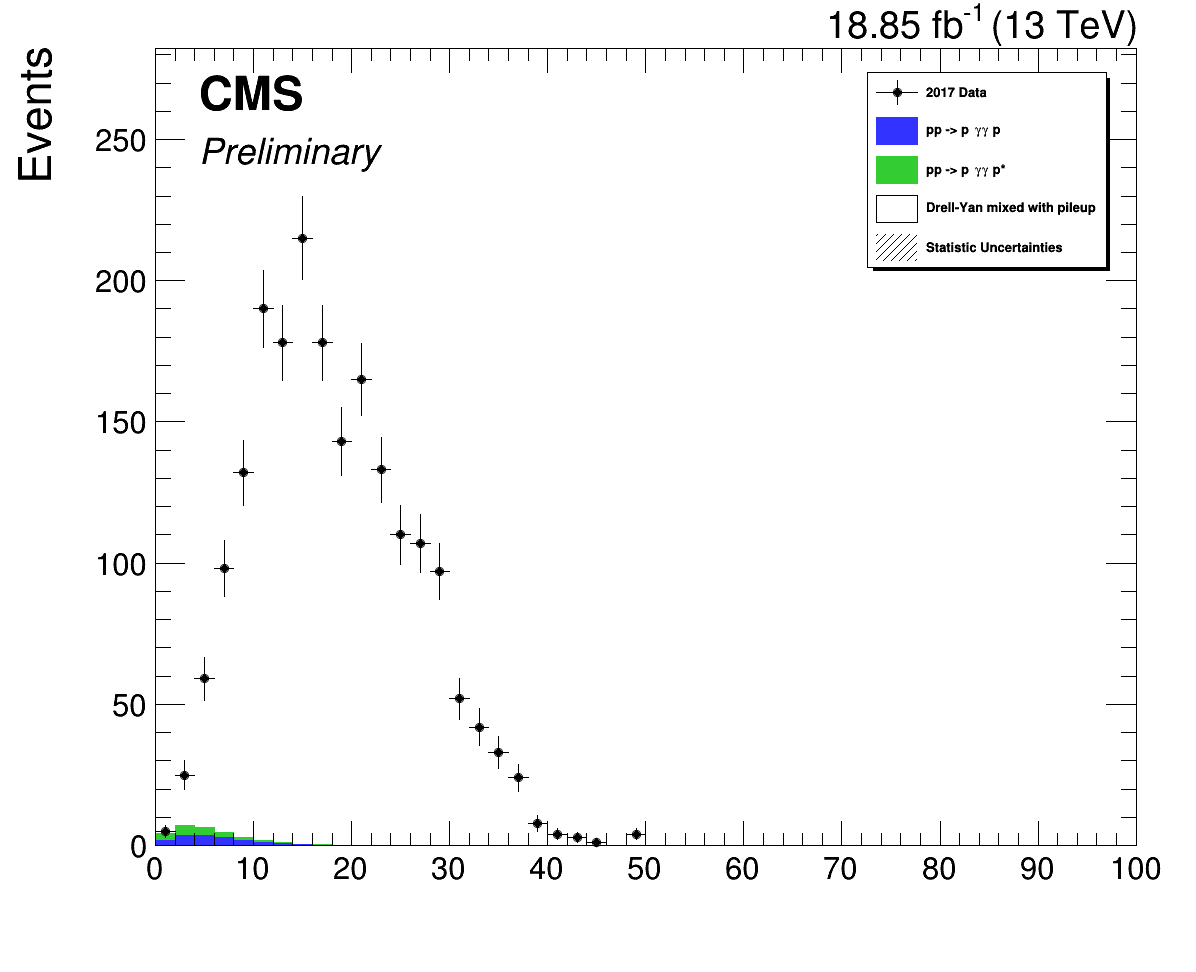 18.85 fb-1 (13 TeV)
Events
CMS
Preliminary
2017 Data
pp -> p γγ p
pp -> p γγ p*
Drell-Yan mixed with pileup
Statistic Uncertainties
250
200
150
100
50
0
0 10 20 30 40 50 60 70 80 90 100